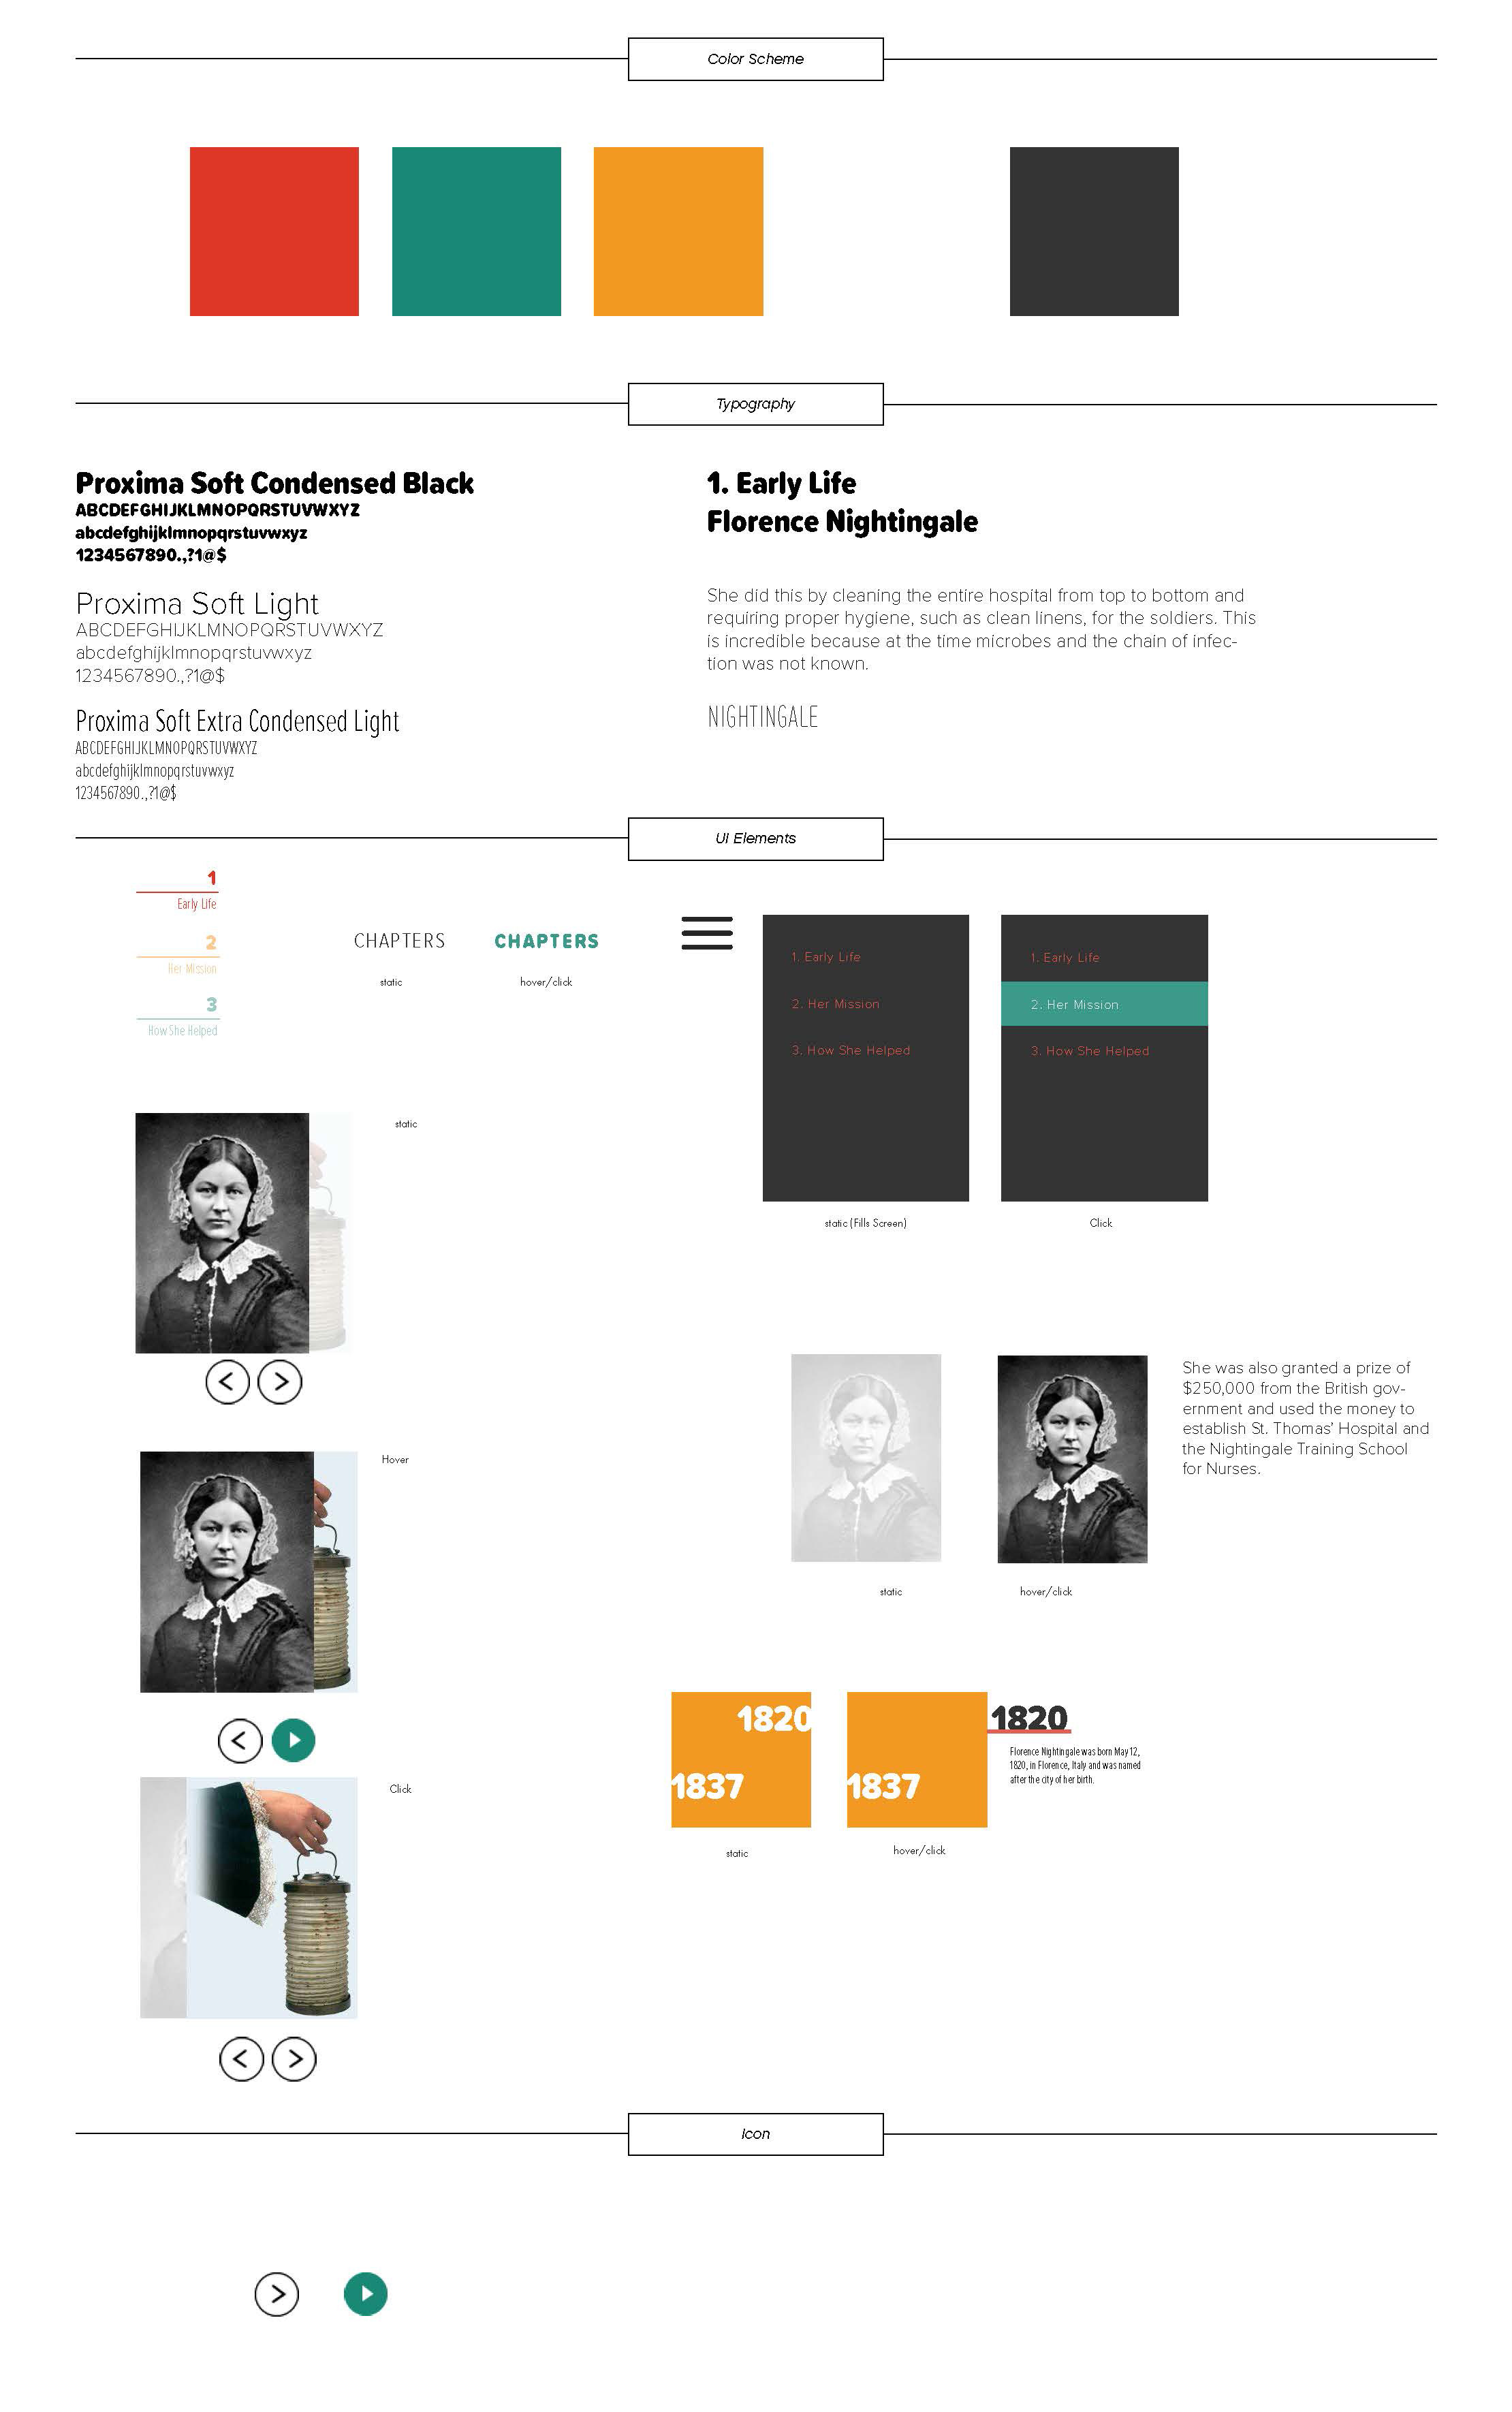 Color Scheme
Typography
Proxima Soft Condensed Black
ABCDEFGHIJKLMNOPQRSTUVWXYZ
abcdefghijklmnopqrstuvwxyz
1234567890.,?1@$
Proxima Soft Light
ABCDEFGHIJKLMNOPQRSTUVWXYZ
abcdefghijklmnopqrstuvwxyz
1234567890.,?1@$
Proxima Soft Extra Condensed Light
ABCDEFGHIJKLMNOPQRSTUVWXYZ
abcdefghijklmnopqrstuvwxyz
1234567890.,?1@$
1. Early Life
Florence Nightingale
She did this by cleaning the entire hospital from top to bottom and
requiring proper hygiene, such as clean linens, for the soldiers. This
is incredible because at the time microbes and the chain of infec-
tion was not known.
NIGHTINGALE
UI Elements
1
Early Life
2
Her Mission
3
How She Helped
CHAPTERS
static
CHAPTERS
hover/click
1. Early Life
2. Her Mission
3. How She Helped
static (Fills Screen)
1. Early Life
2. Her Mission
3. How She Helped
Click
static
Hover
Click
static
hover/click
She was also granted a prize of
$250,000 from the British gov-
ernment and used the money to
establish St. Thomas' Hospital and
the Nightingale Training School
for Nurses.
1820
1837
static
1837
hover/click
1820
Florence Nightingale was born May 12,
1820, in Florence, Italy and was named
after the city of her birth.
Icon